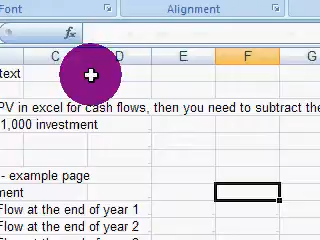 Font
Alignment
fx
C D E F G
text
PV in excel for cash flows, then you need to subtract the
1,000 investment
- example page
ment
Flow at the end of year 1
Flow at the end of year 2